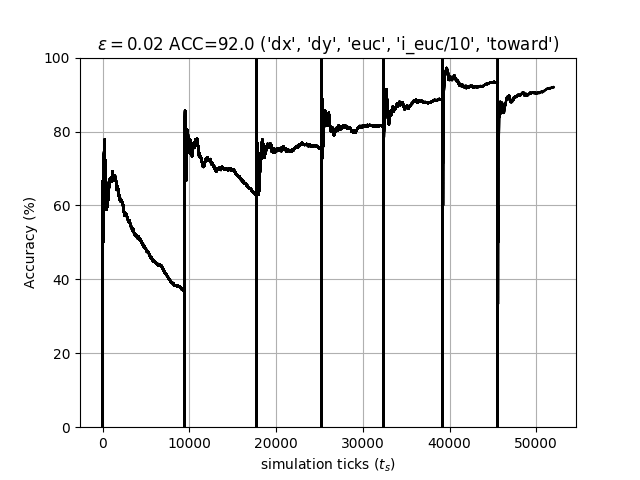 ε = 0.02 ACC=92.0 ('dx', 'dy', 'euc', 'i_euc/10', 'toward')
100
80
60
40
20
0
Accuracy (%)
0 10000 20000 30000 40000 50000
simulation ticks (tₛ)